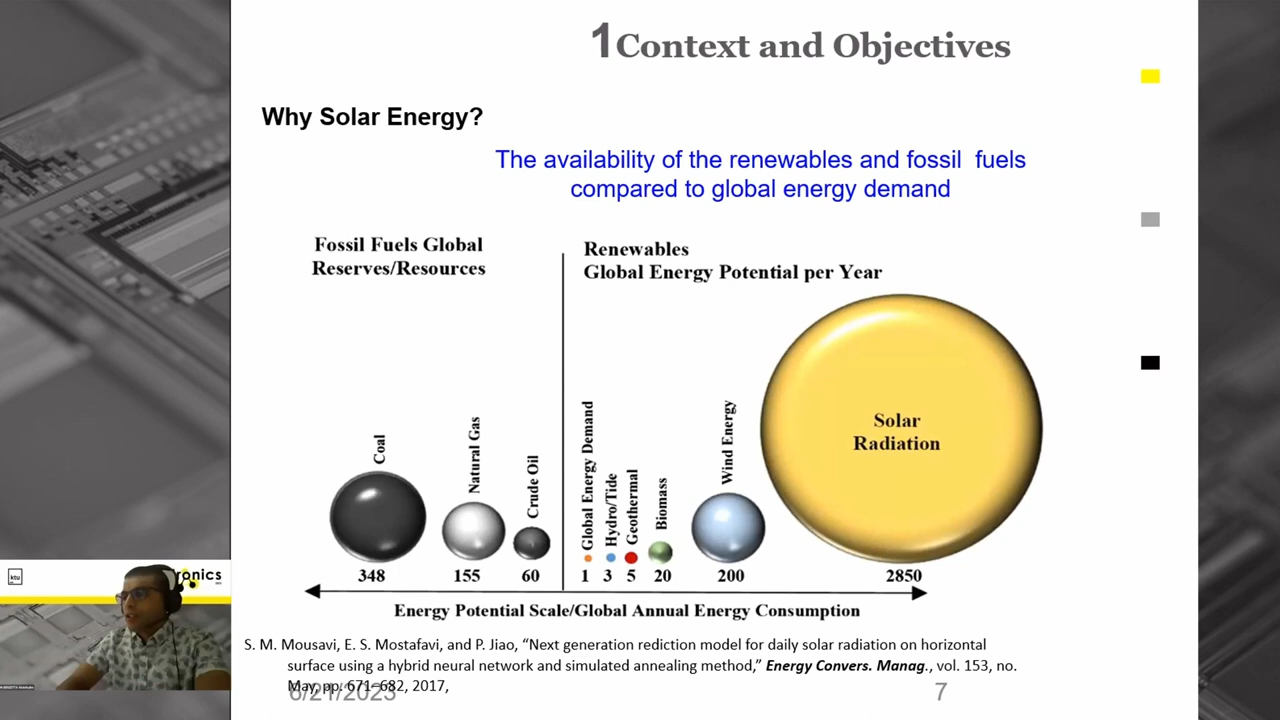 1Context and Objectives
Why Solar Energy?
The availability of the renewables and fossil fuels
compared to global energy demand
Fossil Fuels Global
Reserves/Resources
Renewables
Global Energy Potential per Year
Coal
Natural Gas
Crude Oil
Global Energy Demand
Hydro/Tide
Geothermal
Biomass
Wind Energy
Solar
Radiation
348 155 60 1 3 5 20 200 2850
Energy Potential Scale/Global Annual Energy Consumption
S. M. Mousavi, E. S. Mostafavi, and P. Jiao, “Next generation rediction model for daily solar radiation on horizontal
surface using a hybrid neural network and simulated annealing method,” Energy Convers. Manag., vol. 153, no.
May, pp. 671–682, 2017,
6/21/2023
7
ktu
ronics